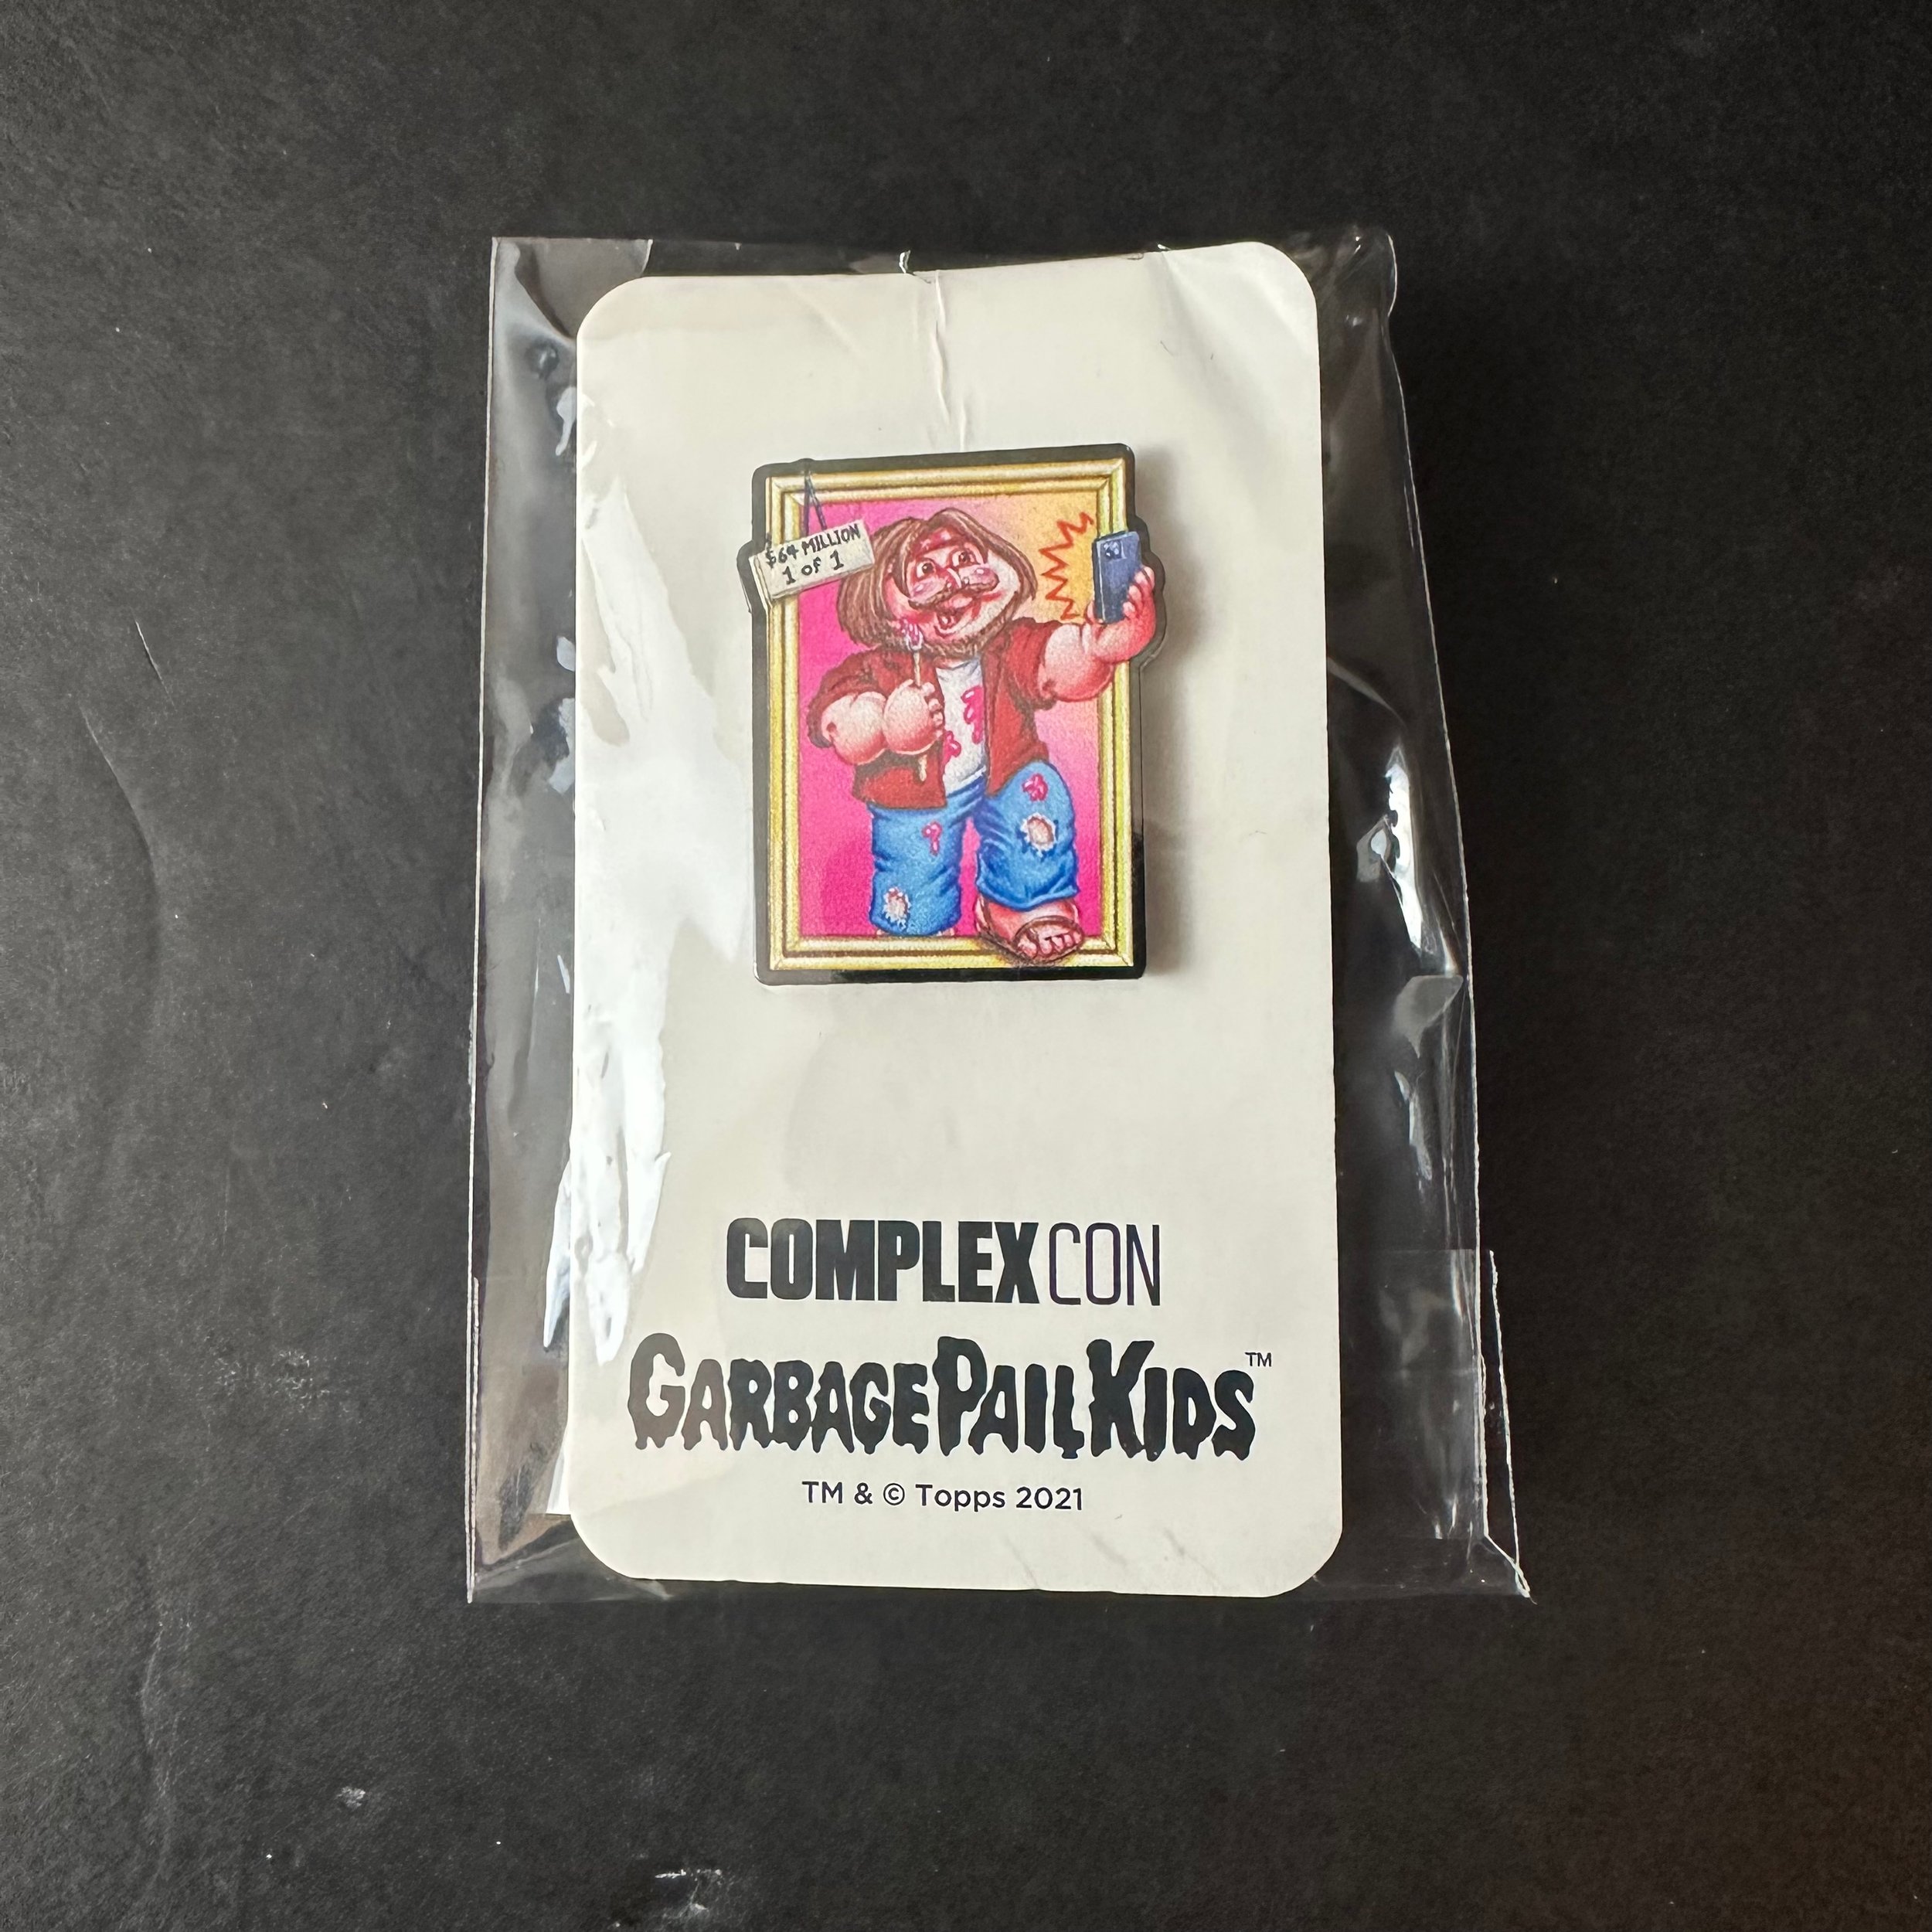 $64 MILLION
1 OF 1
COMPLEXCON
GARBAGE PAIL KIDS™
TM & © Topps 2021